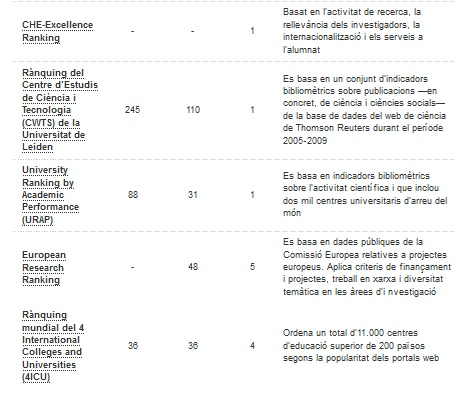 CHE-Excellence
Ranking
- - 1
Basat en l'activitat de recerca, la
rellevància dels investigadors, la
internacionalització i els serveis a
l'alumnat
Rànquing del
Centre d'Estudis
de Ciència i
Tecnologia
(CWTS) de la
Universitat de
Leiden
245 110 1
Es basa en un conjunt d'indicadors
bibliomètrics sobre publicacions —en
concret, de ciència i ciències socials—
de la base de dades del web de ciència
de Thomson Reuters durant el període
2005-2009
University
Ranking by
Academic
Performance
(URAP)
88 31 1
Es basa en indicadors bibliomètrics
sobre l'activitat científica i que inclou
dos mil centres universitaris d'arreu del
món
European
Research
Ranking
- 48 5
Es basa en dades públiques de la
Comissió Europea relatives a projectes
europeus. Aplica criteris de finançament
i projectes, treball en xarxa i diversitat
temàtica en les àrees d'i nvestigació
Rànquing
mundial del 4
International
Colleges and
Universities
(4ICU)
36 36 4
Ordena un total d'11.000 centres
d'educació superior de 200 països
segons la popularitat dels portals web